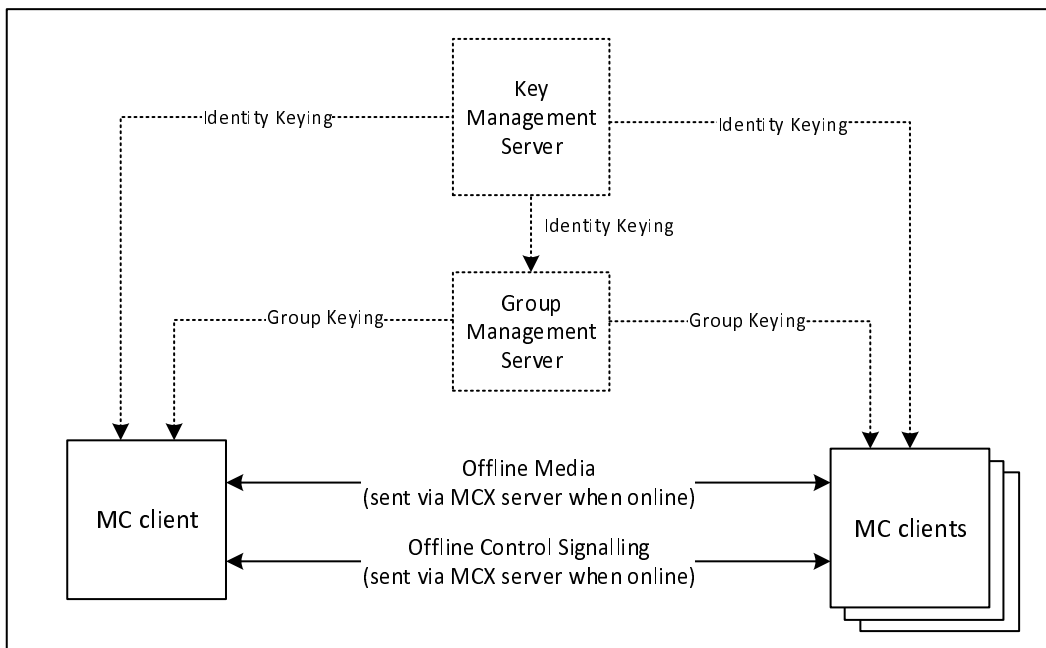 Key
Management
Server
Identity Keying
Identity Keying
Identity Keying
Group
Management
Server
Group Keying
Group Keying
MC client
Offline Media
(sent via MCX server when online)
Offline Control Signalling
(sent via MCX server when online)
MC clients